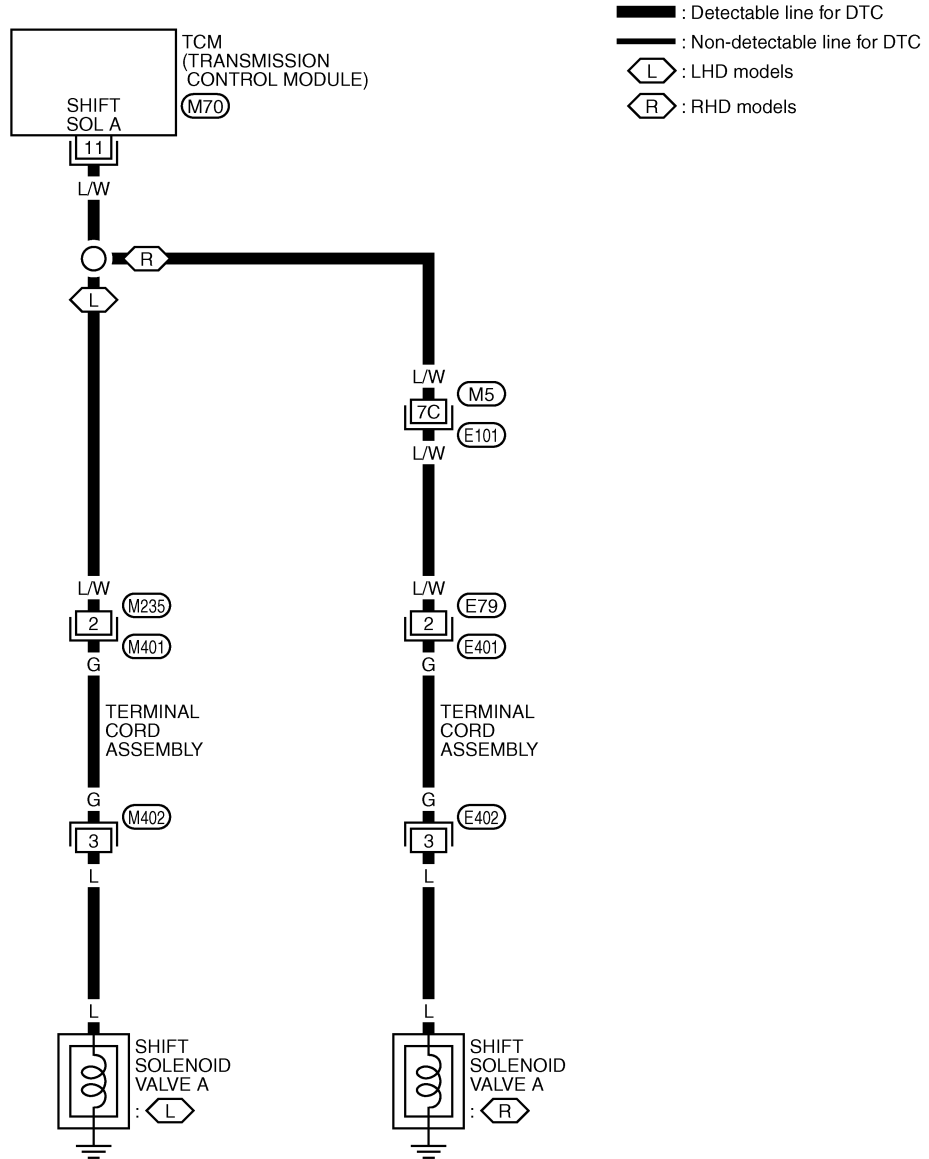 : Detectable line for DTC
: Non-detectable line for DTC
L : LHD models
R : RHD models
TCM
(TRANSMISSION
CONTROL MODULE)
M70
SHIFT
SOL A
11
L/W
R
L
L/W
M5
7C
E101
L/W
L/W
M235
2
M401
G
L/W
E79
2
E401
G
TERMINAL
CORD
ASSEMBLY
TERMINAL
CORD
ASSEMBLY
G
M402
3
L
G
E402
3
L
L
SHIFT
SOLENOID
VALVE A
: L
L
SHIFT
SOLENOID
VALVE A
: R